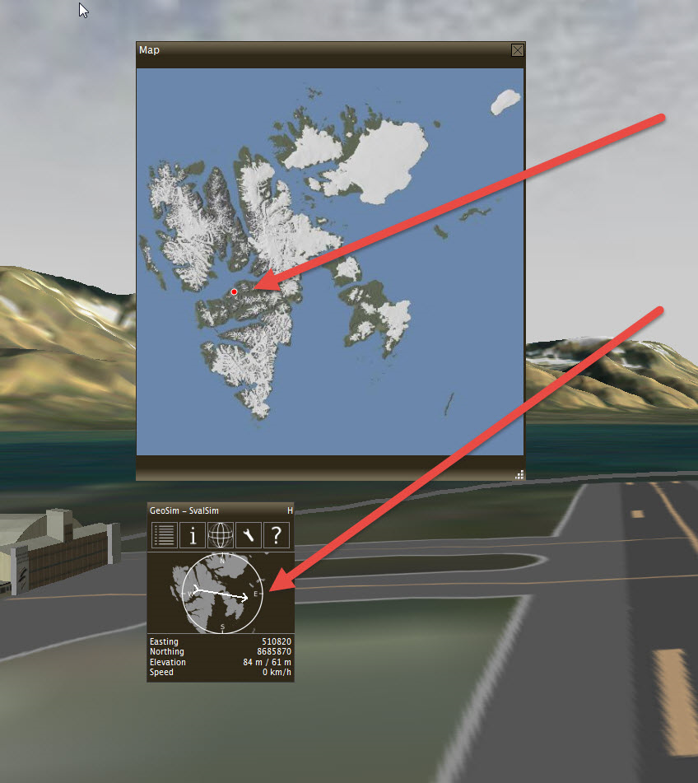 Map
GeoSim – SvalSim H
i ?
N
W E
S
Easting 510820
Northing 8685870
Elevation 84 m / 61 m
Speed 0 km/h